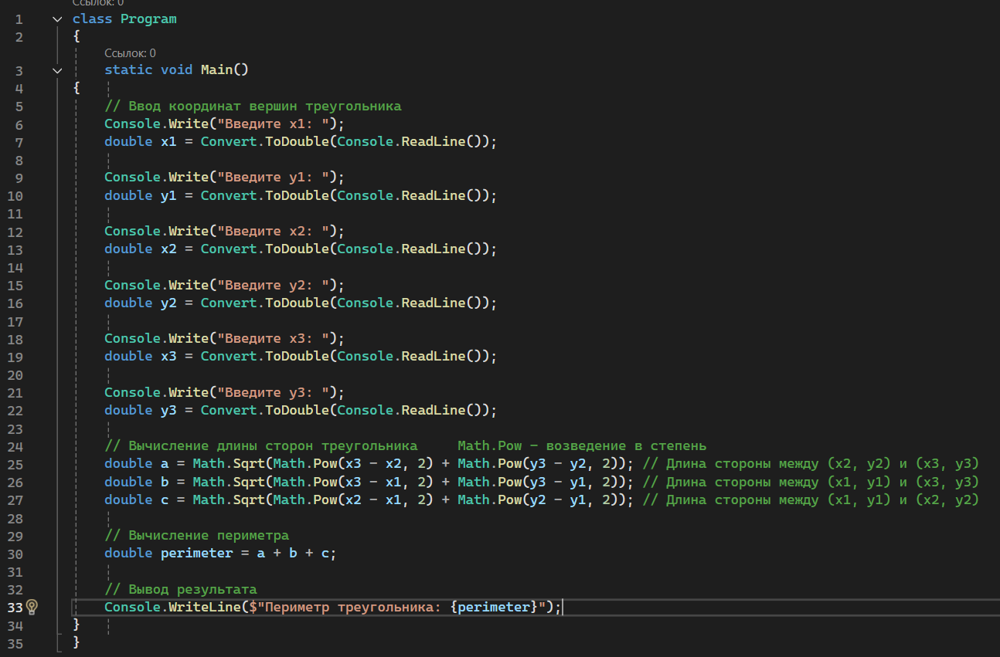 Ссылок: 0
1 class Program
2 {
Ссылок: 0
3 static void Main()
4 {
5 // Ввод координат вершин треугольника
6 Console.Write("Введите x1: ");
7 double x1 = Convert.ToDouble(Console.ReadLine());
8
9 Console.Write("Введите y1: ");
10 double y1 = Convert.ToDouble(Console.ReadLine());
11
12 Console.Write("Введите x2: ");
13 double x2 = Convert.ToDouble(Console.ReadLine());
14
15 Console.Write("Введите y2: ");
16 double y2 = Convert.ToDouble(Console.ReadLine());
17
18 Console.Write("Введите x3: ");
19 double x3 = Convert.ToDouble(Console.ReadLine());
20
21 Console.Write("Введите y3: ");
22 double y3 = Convert.ToDouble(Console.ReadLine());
23
24 // Вычисление длины сторон треугольника     Math.Pow - возведение в степень
25 double a = Math.Sqrt(Math.Pow(x3 - x2, 2) + Math.Pow(y3 - y2, 2)); // Длина стороны между (x2, y2) и (x3, y3)
26 double b = Math.Sqrt(Math.Pow(x3 - x1, 2) + Math.Pow(y3 - y1, 2)); // Длина стороны между (x1, y1) и (x3, y3)
27 double c = Math.Sqrt(Math.Pow(x2 - x1, 2) + Math.Pow(y2 - y1, 2)); // Длина стороны между (x1, y1) и (x2, y2)
28
29 // Вычисление периметра
30 double perimeter = a + b + c;
31
32 // Вывод результата
33 Console.WriteLine($"Периметр треугольника: {perimeter}");
34 }
35 }